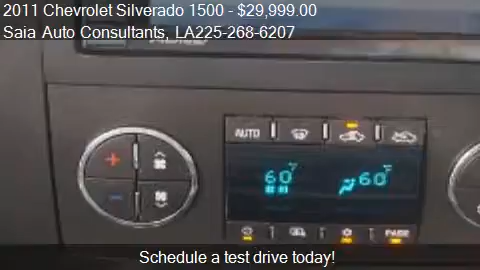 2011 Chevrolet Silverado 1500 - $29,999.00
Saia Auto Consultants, LA225-268-6207
AUTO
60°F 60°F
PASS
Schedule a test drive today!